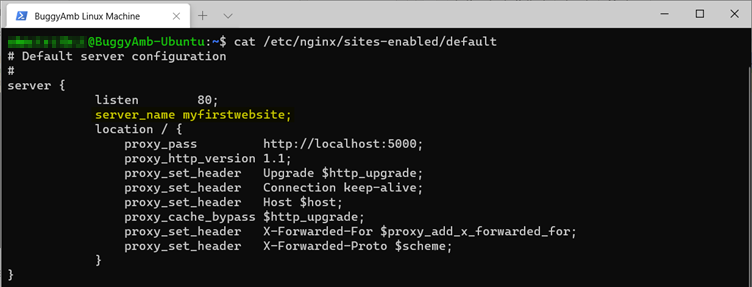 BuggyAmb Linux Machine
@BuggyAmb-Ubuntu:~$ cat /etc/nginx/sites-enabled/default
# Default server configuration
#
server {
listen 80;
server_name myfirstwebsite;
location / {
proxy_pass http://localhost:5000;
proxy_http_version 1.1;
proxy_set_header Upgrade $http_upgrade;
proxy_set_header Connection keep-alive;
proxy_set_header Host $host;
proxy_cache_bypass $http_upgrade;
proxy_set_header X-Forwarded-For $proxy_add_x_forwarded_for;
proxy_set_header X-Forwarded-Proto $scheme;
}
}